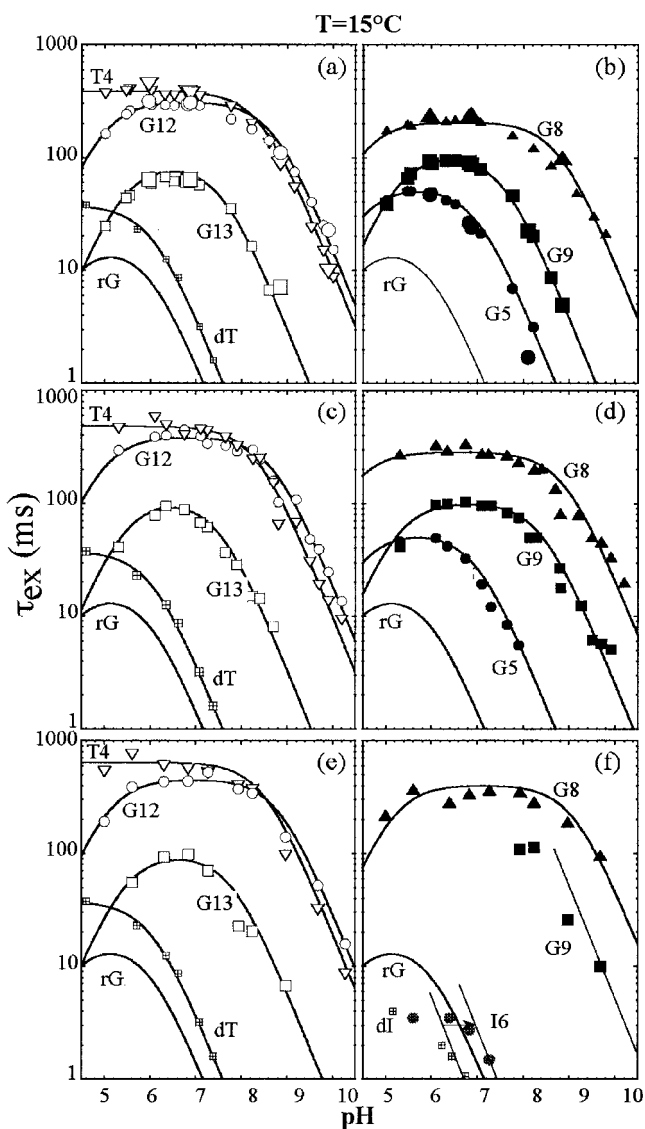 T=15°C
1000
T4
(a)
(b)
G12
G8
100
G13
G9
10
rG
rG
G5
dT
1
1000
T4
(c)
(d)
G12
G8
100
τex (ms)
G13
G9
10
rG
rG
dT
G5
1
1000
T4
(e)
(f)
G12
G8
100
G13
G9
rG
10
rG
dI
I6
dT
1
5 6 7 8 9 10 5 6 7 8 9 10
pH